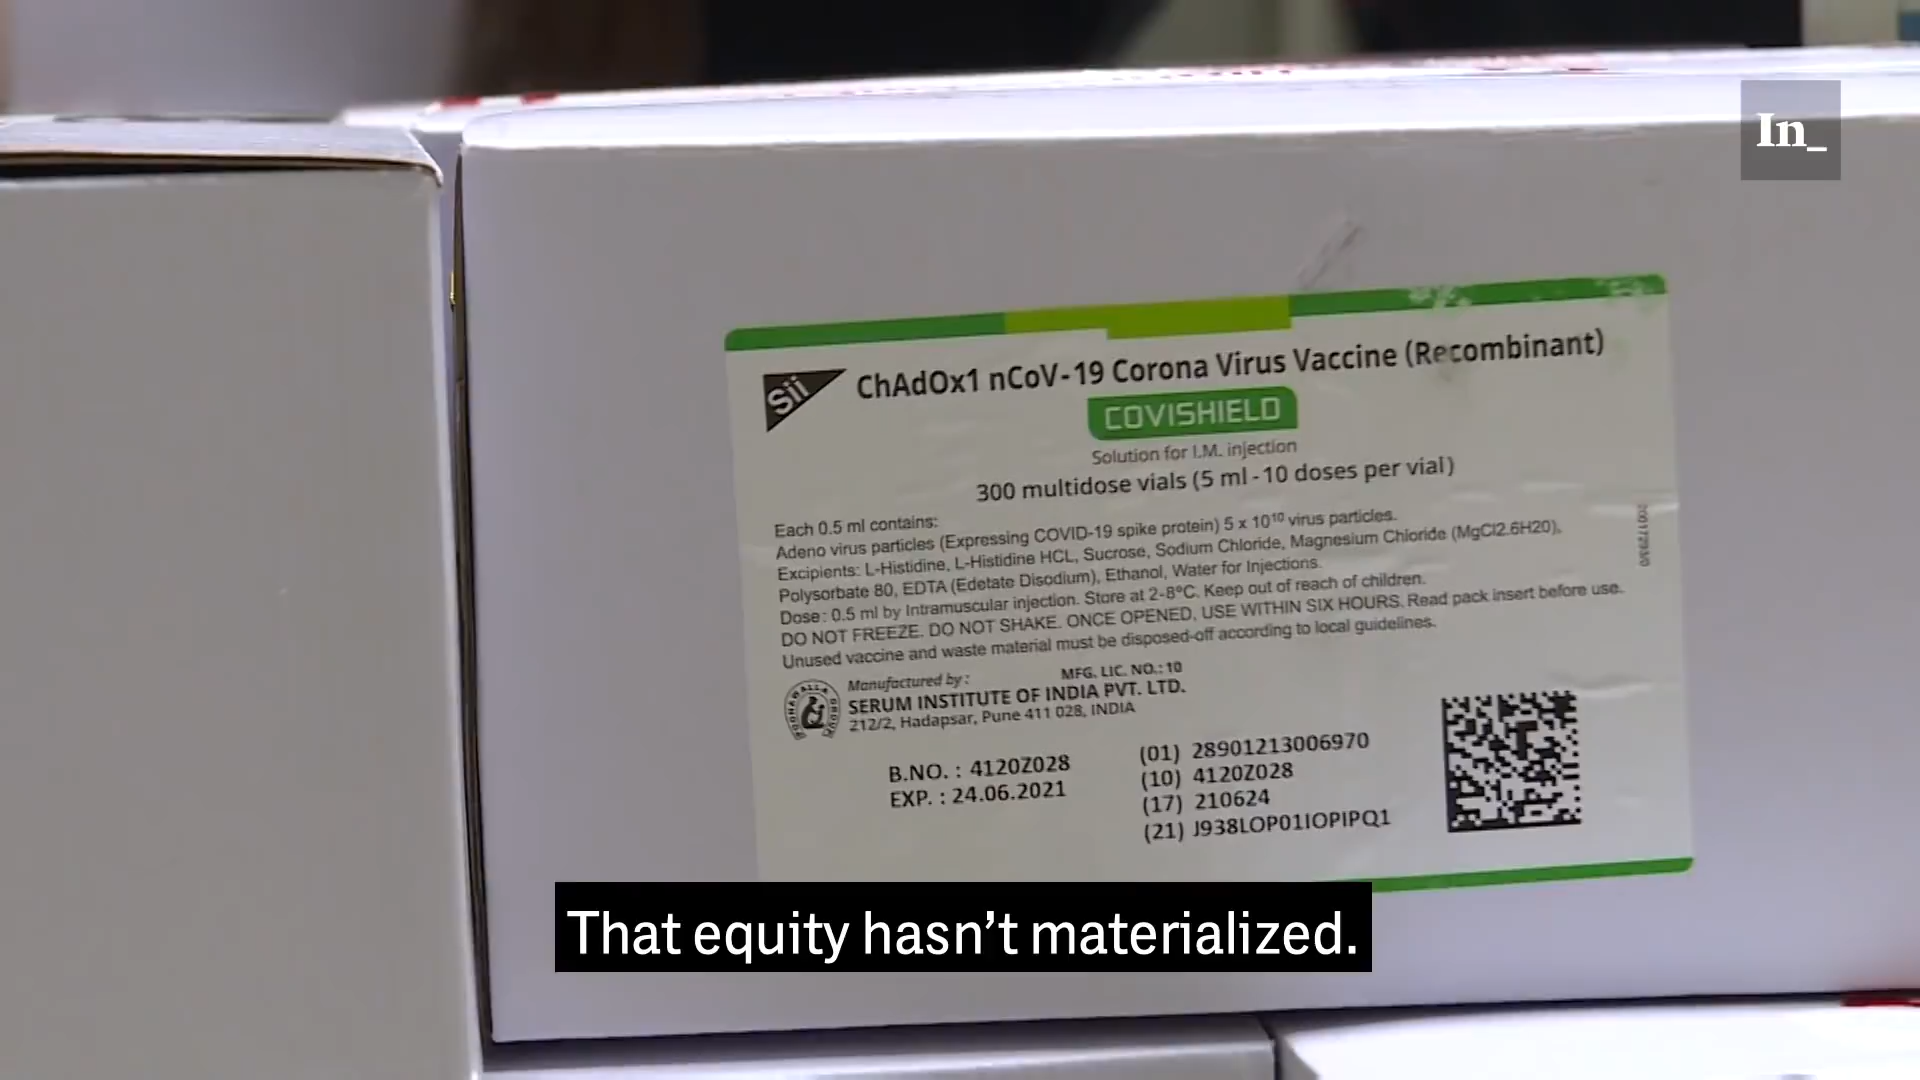 In_
Sii
ChAdOx1 nCoV-19 Corona Virus Vaccine (Recombinant)
COVISHIELD
Solution for I.M. injection
300 multidose vials (5 ml - 10 doses per vial)
Each 0.5 ml contains:
Adeno virus particles (Expressing COVID-19 spike protein) 5 x 10¹⁰ virus particles.
Excipients: L-Histidine, L-Histidine HCL, Sucrose, Sodium Chloride, Magnesium Chloride (MgCl2.6H20),
Polysorbate 80, EDTA (Edetate Disodium), Ethanol, Water for Injections.
Dose: 0.5 ml by Intramuscular injection. Store at 2-8°C. Keep out of reach of children.
DO NOT FREEZE. DO NOT SHAKE. ONCE OPENED, USE WITHIN SIX HOURS. Read pack insert before use.
Unused vaccine and waste material must be disposed-off according to local guidelines.
Manufactured by: MFG. LIC. NO.: 10
SERUM INSTITUTE OF INDIA PVT. LTD.
212/2, Hadapsar, Pune 411 028, INDIA
B.NO. : 4120Z028
EXP. : 24.06.2021
(01) 28901213006970
(10) 4120Z028
(17) 210624
(21) J938LOP01IOPIPQ1
That equity hasn't materialized.